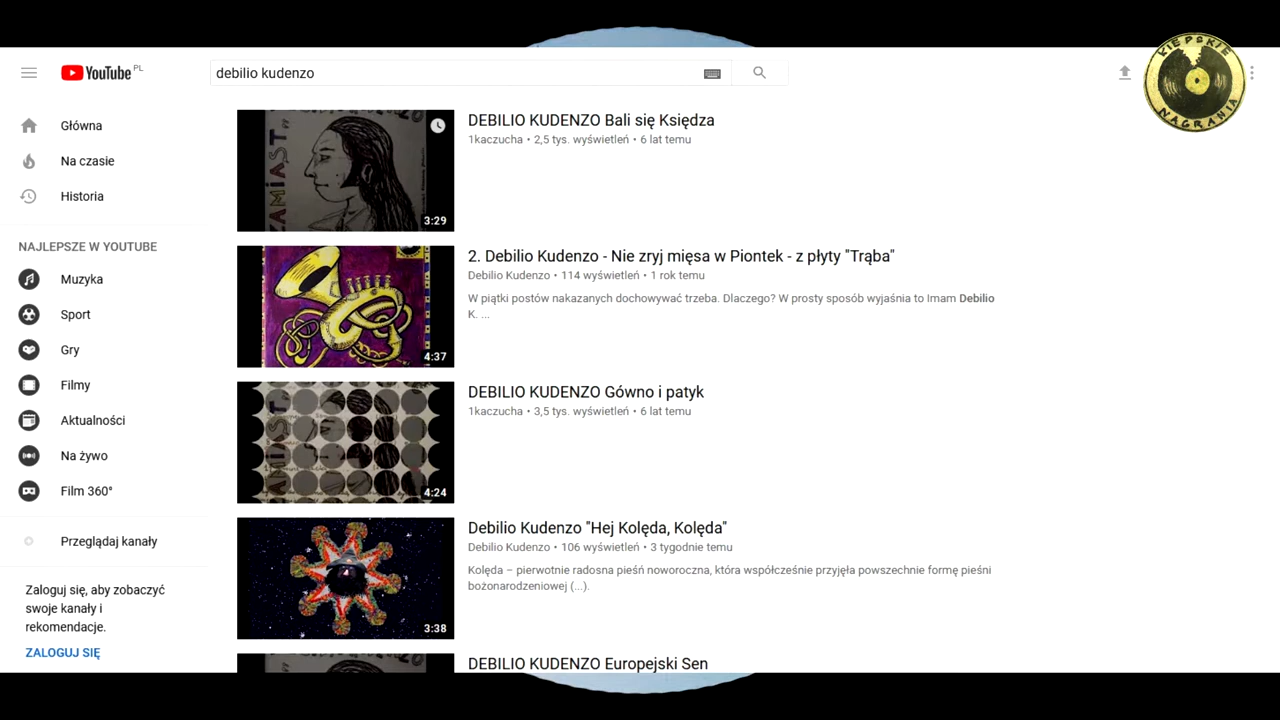 YouTube PL
debilio kudenzo
KIEPSKIE
NAGRANIA
Główna
Na czasie
Historia
NAJLEPSZE W YOUTUBE
Muzyka
Sport
Gry
Filmy
Aktualności
Na żywo
Film 360°
Przeglądaj kanały
Zaloguj się, aby zobaczyć
swoje kanały i
rekomendacje.
ZALOGUJ SIĘ
ZAMIAST
3:29
DEBILIO KUDENZO Bali się Księdza
1kaczucha • 2,5 tys. wyświetleń • 6 lat temu
4:37
2. Debilio Kudenzo - Nie zryj mięsa w Piontek - z płyty "Trąba"
Debilio Kudenzo • 114 wyświetleń • 1 rok temu
W piątki postów nakazanych dochowywać trzeba. Dlaczego? W prosty sposób wyjaśnia to Imam Debilio
K. ...
4:24
DEBILIO KUDENZO Gówno i patyk
1kaczucha • 3,5 tys. wyświetleń • 6 lat temu
3:38
Debilio Kudenzo "Hej Kolęda, Kolęda"
Debilio Kudenzo • 106 wyświetleń • 3 tygodnie temu
Kolęda – pierwotnie radosna pieśń noworoczna, która współcześnie przyjęła powszechnie formę pieśni
bożonarodzeniowej (...).
DEBILIO KUDENZO Europejski Sen